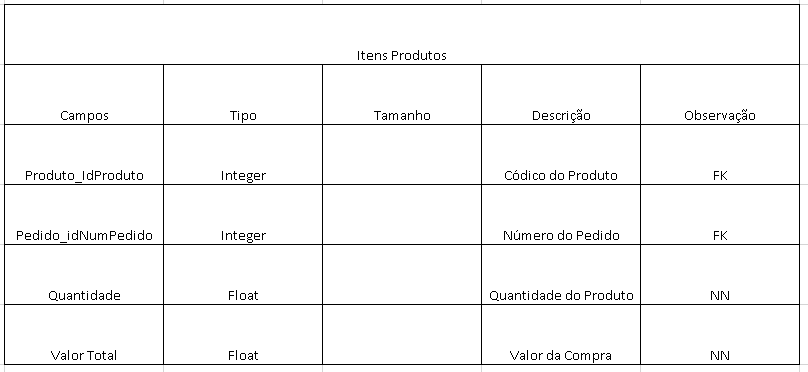 Itens Produtos
Campos Tipo Tamanho Descrição Observação
Produto_IdProduto Integer Códico do Produto FK
Pedido_idNumPedido Integer Número do Pedido FK
Quantidade Float Quantidade do Produto NN
Valor Total Float Valor da Compra NN